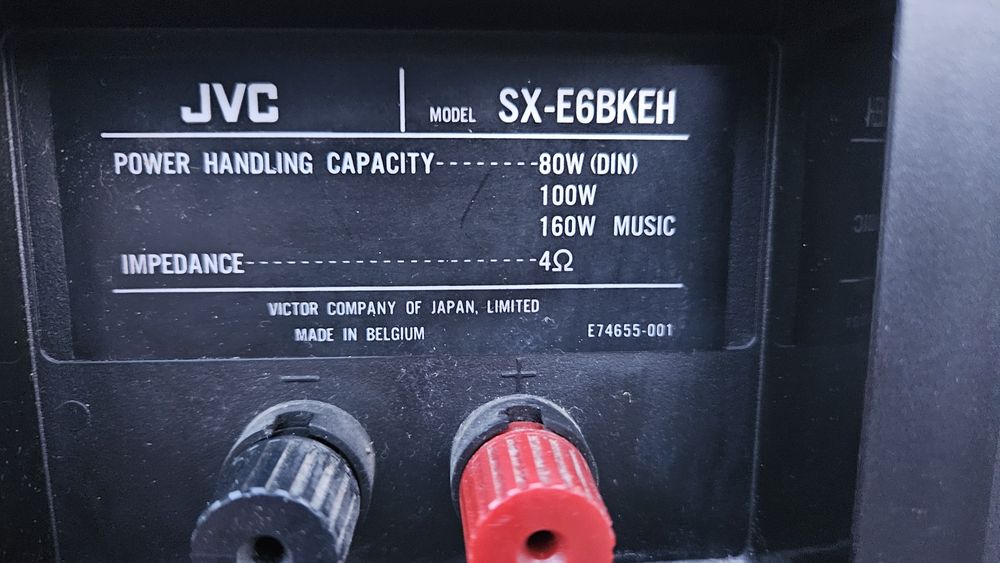 JVC MODEL SX-E6BKEH
POWER HANDLING CAPACITY-------80W (DIN)
100W
160W MUSIC
IMPEDANCE--------------------4Ω
VICTOR COMPANY OF JAPAN, LIMITED
MADE IN BELGIUM E74655-001
− +